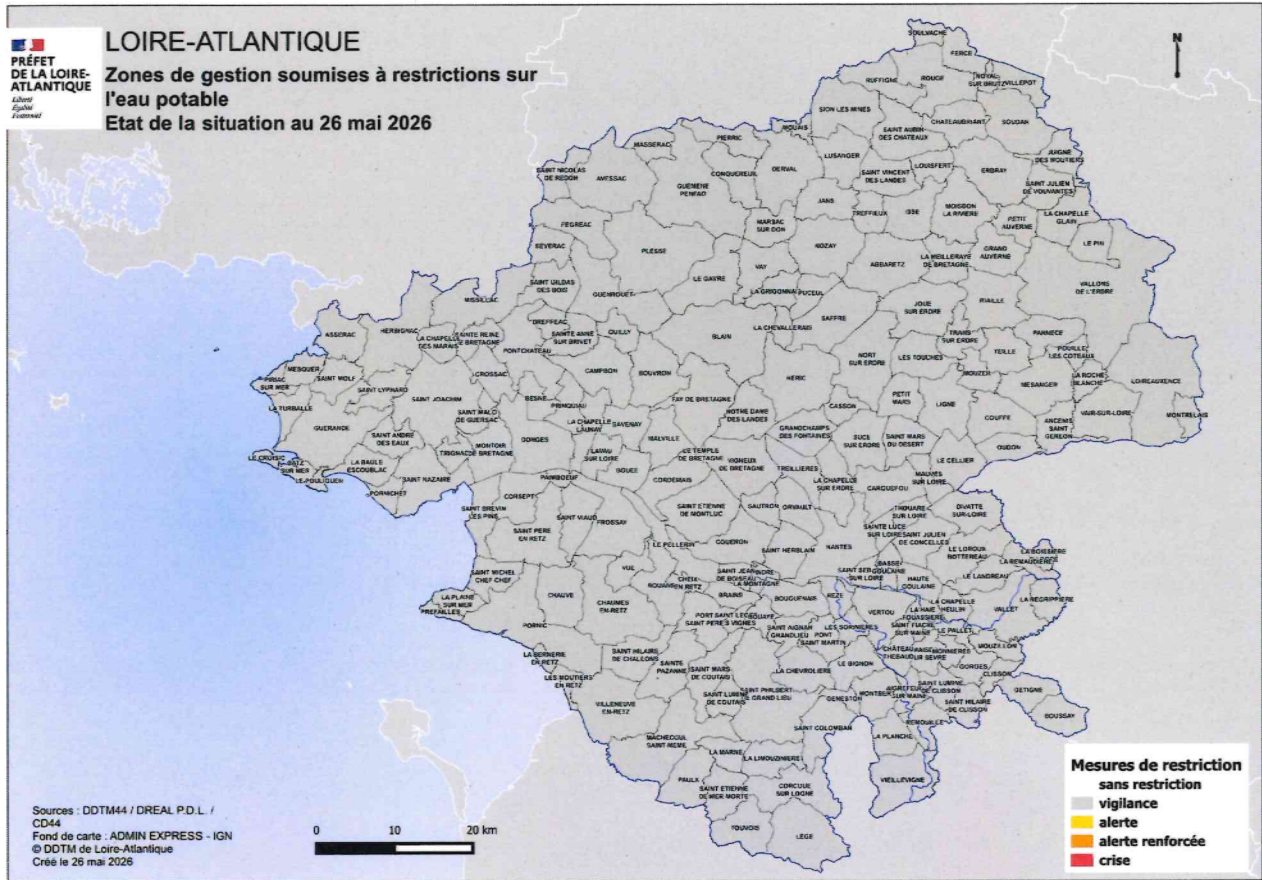 PRÉFET
DE LA LOIRE-
ATLANTIQUE
Liberté
Égalité
Fraternité
LOIRE-ATLANTIQUE
Zones de gestion soumises à restrictions sur
l'eau potable
Etat de la situation au 26 mai 2026
N
SOULVACHE
FERCE
RUFFIGNE
ROUGE
NOYAL
SUR BRUTZ
VILLEPOT
SION LES MINES
CHATEAUBRIANT
SOUDAN
MOUAIS
SAINT AUBIN
DES CHATEAUX
PIERRIC
MASSERAC
LUSANGER
JUIGNE
DES MOUTIERS
SAINT NICOLAS
DE REDON
AVESSAC
CONQUEREUIL
DERVAL
SAINT VINCENT
DES LANDES
LOUISFERT
ERBRAY
SAINT JULIEN
DE VOUVANTES
GUEMENE
PENFAO
JANS
TREFFIEUX
ISSE
MOISDON
LA RIVIERE
PETIT
AUVERNE
LA CHAPELLE
GLAIN
FEGREAC
MARSAC
SUR DON
SEVERAC
PLESSE
NOZAY
LE PIN
GRAND
AUVERNE
LA MEILLERAYE
DE BRETAGNE
ABBARETZ
VAY
LE GAVRE
SAINT GILDAS
DES BOIS
GUENROUET
LA GRIGONNAIS
PUCEUL
VALLONS
DE L'ERDRE
MISSILLAC
JOUE
SUR ERDRE
RIAILLE
SAFFRE
DREFFEAC
ASSERAC
HERBIGNAC
LA CHAPELLE
DES MARAIS
SAINTE REINE
DE BRETAGNE
SAINTE ANNE
SUR BRIVET
QUILLY
BLAIN
LA CHEVALLERAIS
TRANS
SUR ERDRE
PANNECE
PONTCHATEAU
NORT
SUR ERDRE
LES TOUCHES
TEILLE
POUILLE
LES COTEAUX
MESQUER
CROSSAC
CAMPBON
BOUVRON
HERIC
MOUZEIL
LA ROCHE
BLANCHE
LOIREAUXENCE
PIRIAC
SUR MER
SAINT MOLF
SAINT LYPHARD
MESANGER
SAINT JOACHIM
BESNE
PRINQUIAU
FAY DE BRETAGNE
CASSON
PETIT
MARS
LIGNE
LA TURBALLE
SAINT MALO
DE GUERSAC
NOTRE DAME
DES LANDES
COUFFE
VAIR-SUR-LOIRE
MONTRELAIS
GUERANDE
LA CHAPELLE
LAUNAY
SAVENAY
GRANDCHAMPS
DES FONTAINES
ANCENIS
SAINT
GEREON
SAINT ANDRE
DES EAUX
DONGES
MALVILLE
SUCE
SUR ERDRE
SAINT MARS
DU DESERT
OUDON
TRIGNAC
MONTOIR
DE BRETAGNE
LAVAU
SUR LOIRE
LE TEMPLE
DE BRETAGNE
LE CROISIC
BATZ
SUR MER
LA BAULE
ESCOUBLAC
BOUEE
VIGNEUX
DE BRETAGNE
TREILLIERES
LE CELLIER
LE POULIGUEN
SAINT NAZAIRE
PAIMBOEUF
CORDEMAIS
LA CHAPELLE
SUR ERDRE
CARQUEFOU
MAUVES
SUR LOIRE
PORNICHET
CORSEPT
SAINT BREVIN
LES PINS
SAINT VIAUD
FROSSAY
SAINT ETIENNE
DE MONTLUC
SAUTRON
ORVAULT
THOUARE
SUR LOIRE
DIVATTE
SUR-LOIRE
SAINT PERE
EN RETZ
SAINTE LUCE
SUR LOIRE
SAINT JULIEN
DE CONCELLES
LE PELLERIN
COUERON
SAINT HERBLAIN
NANTES
LE LOROUX
BOTTEREAU
LA REMAUDIERE
SAINT MICHEL
CHEF CHEF
VUE
ROUANS
CHEIX
EN RETZ
SAINT JEAN
DE BOISEAU
INDRE
LA MONTAGNE
SAINT SEB
SUR LOIRE
BASSE
GOULAINE
HAUTE
GOULAINE
LE LANDREAU
LA PLAINE
SUR MER
PREFAILLES
CHAUVE
CHAUMES
EN-RETZ
BRAINS
BOUGUENAIS
REZE
VERTOU
LA HAIE
FOUASSIERE
LA CHAPELLE
HEULIN
VALLET
LA REGRIPPIERE
PORNIC
SAINT AIGNAN
GRANDLIEU
PONT
SAINT MARTIN
LES SORINIERES
SAINT FIACRE
SUR MAINE
LE PALLET
MOUZILLON
LA BERNERIE
EN RETZ
SAINT HILAIRE
DE CHALEONS
SAINTE
PAZANNE
SAINT MARS
DE COUTAIS
LA CHEVROLIERE
LE BIGNON
CHATEAU
THEBAUD
MONNIERES
GORGES
CLISSON
LES MOUTIERS
EN RETZ
SAINT LUMINE
DE COUTAIS
SAINT PHILBERT
DE GRAND LIEU
GENESTON
MONTBERT
AIGREFEUILLE
SUR MAINE
SAINT LUMINE
DE CLISSON
SAINT HILAIRE
DE CLISSON
GETIGNE
VILLENEUVE
EN-RETZ
BOUSSAY
MACHECOUL
SAINT MEME
SAINT COLOMBAN
REMOUILLE
LA PLANCHE
LA MARNE
LA LIMOUZINIERE
PAULX
SAINT ETIENNE
DE MER MORTE
CORCOUE
SUR LOGNE
VIEILLEVIGNE
TOUVOIS
LEGE
Mesures de restriction
sans restriction
vigilance
alerte
alerte renforcée
crise
Sources : DDTM44 / DREAL P.D.L. /
CD44
Fond de carte : ADMIN EXPRESS - IGN
© DDTM de Loire-Atlantique
Créé le 26 mai 2026
0 10 20 km